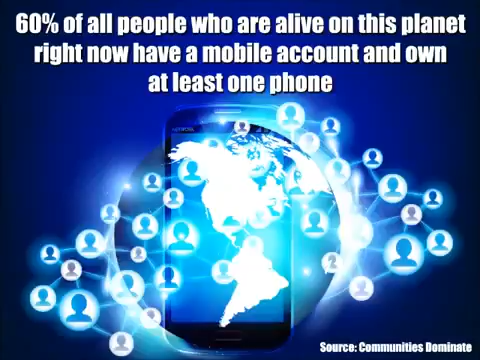 60% of all people who are alive on this planet
right now have a mobile account and own
at least one phone
NETWORK
Source: Communities Dominate